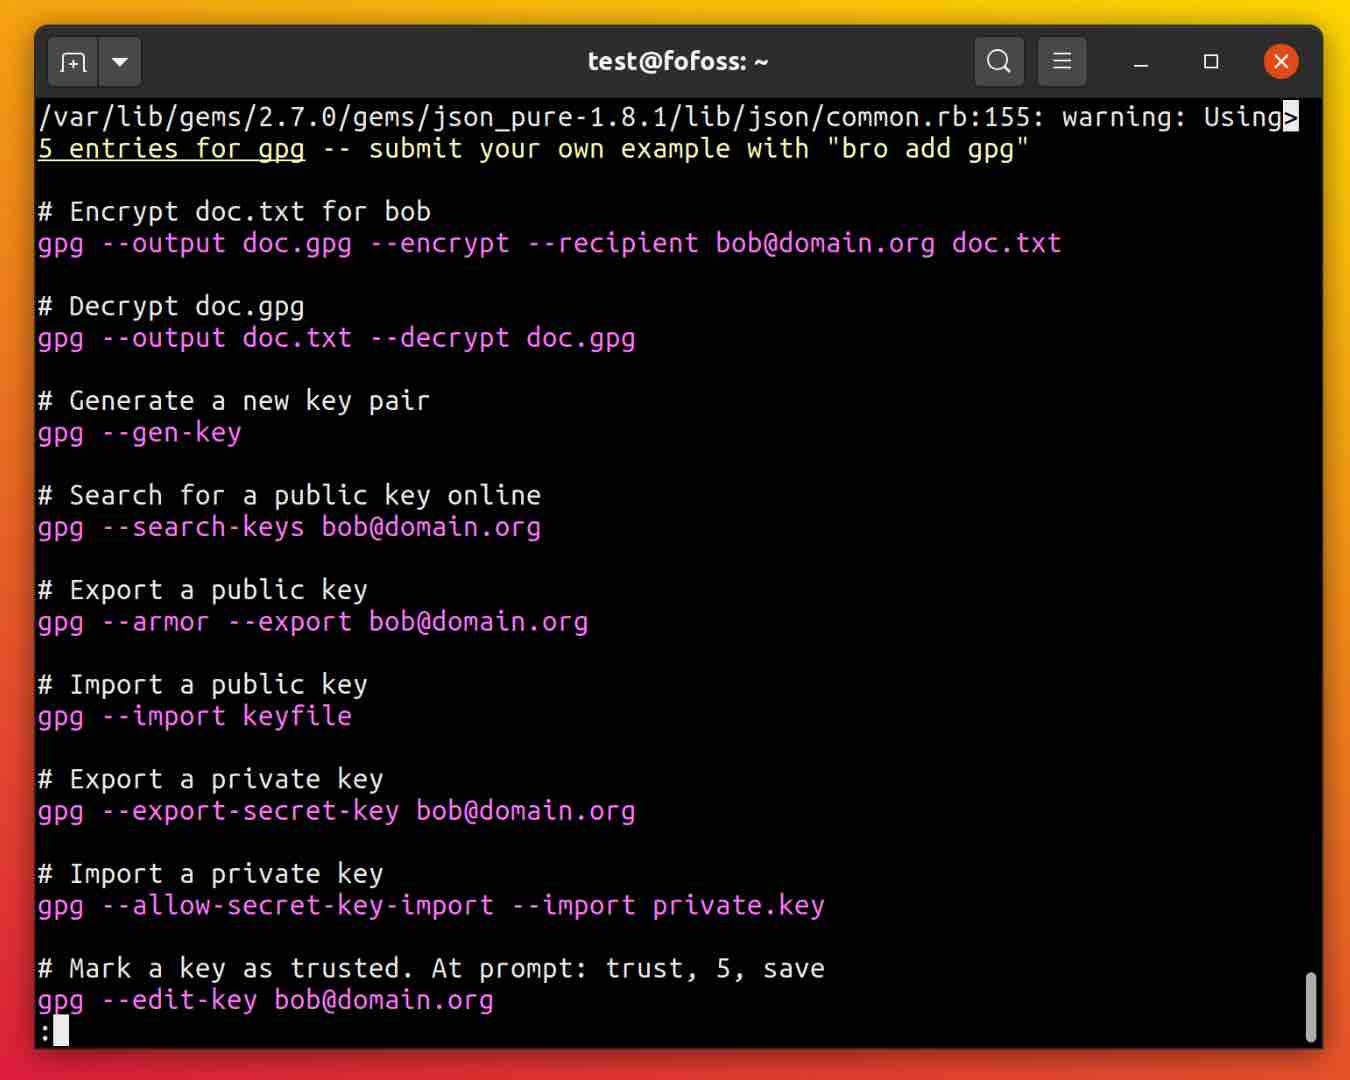 test@fofoss: ~
/var/lib/gems/2.7.0/gems/json_pure-1.8.1/lib/json/common.rb:155: warning: Using>
5 entries for gpg -- submit your own example with "bro add gpg"
# Encrypt doc.txt for bob
gpg --output doc.gpg --encrypt --recipient bob@domain.org doc.txt
# Decrypt doc.gpg
gpg --output doc.txt --decrypt doc.gpg
# Generate a new key pair
gpg --gen-key
# Search for a public key online
gpg --search-keys bob@domain.org
# Export a public key
gpg --armor --export bob@domain.org
# Import a public key
gpg --import keyfile
# Export a private key
gpg --export-secret-key bob@domain.org
# Import a private key
gpg --allow-secret-key-import --import private.key
# Mark a key as trusted. At prompt: trust, 5, save
gpg --edit-key bob@domain.org
: